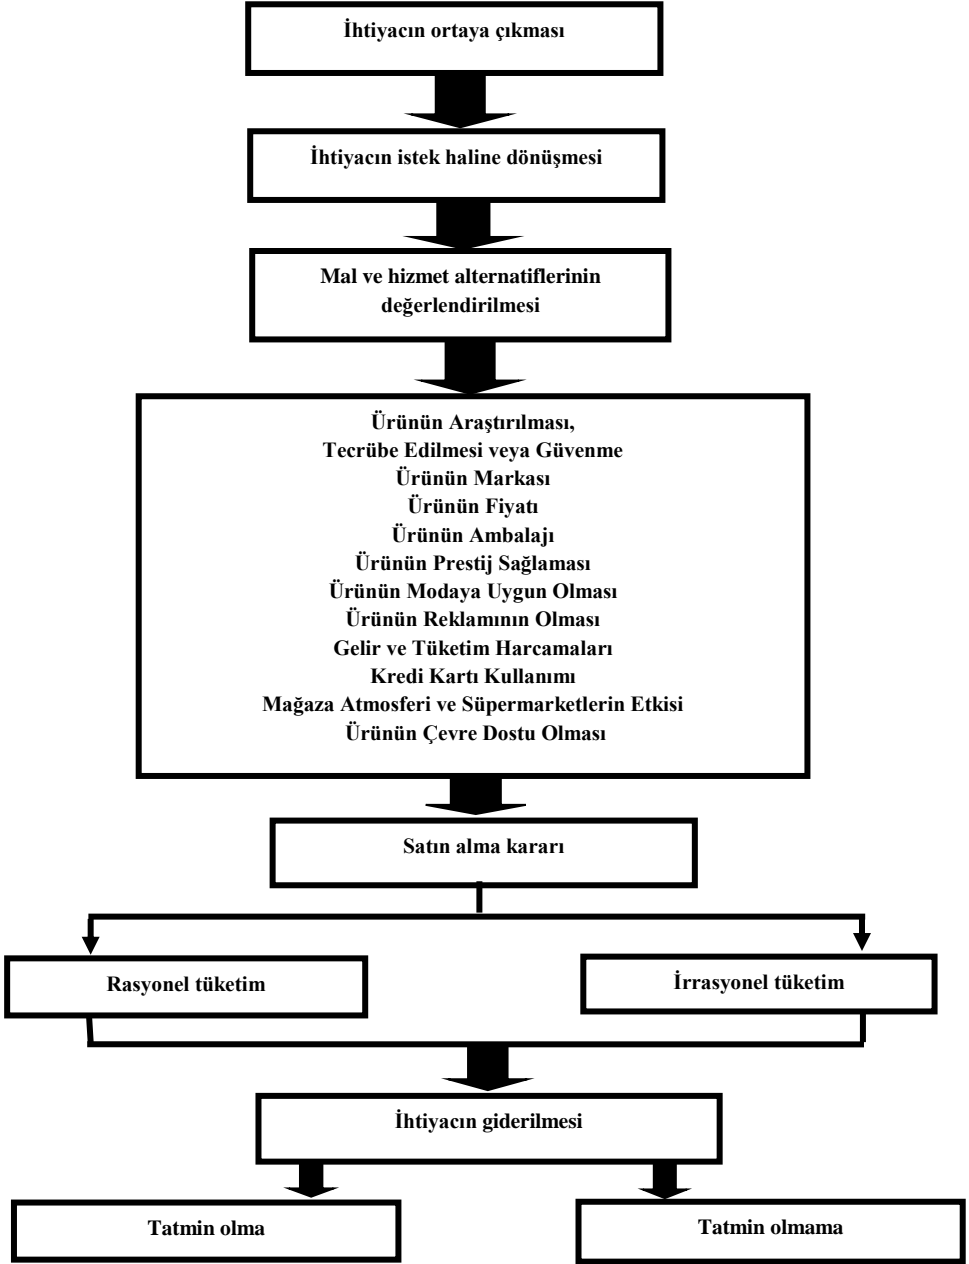 İhtiyacın ortaya çıkması
İhtiyacın istek haline dönüşmesi
Mal ve hizmet alternatiflerinin
değerlendirilmesi
Ürünün Araştırılması,
Tecrübe Edilmesi veya Güvenme
Ürünün Markası
Ürünün Fiyatı
Ürünün Ambalajı
Ürünün Prestij Sağlaması
Ürünün Modaya Uygun Olması
Ürünün Reklamının Olması
Gelir ve Tüketim Harcamaları
Kredi Kartı Kullanımı
Mağaza Atmosferi ve Süpermarketlerin Etkisi
Ürünün Çevre Dostu Olması
Satın alma kararı
Rasyonel tüketim
İrrasyonel tüketim
İhtiyacın giderilmesi
Tatmin olma
Tatmin olmama